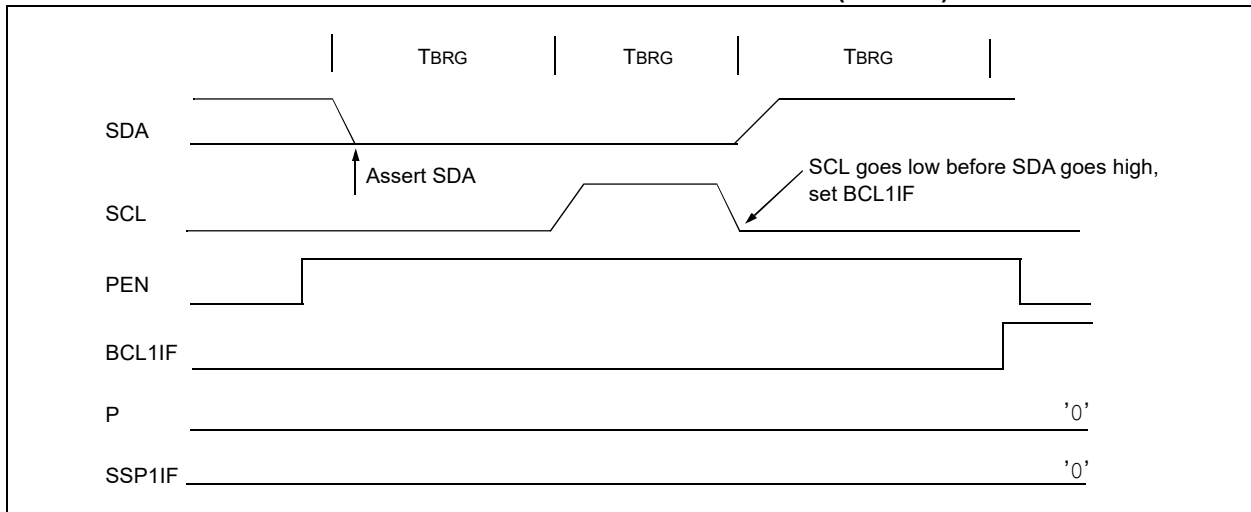 TBRG TBRG TBRG
SDA
Assert SDA
SCL goes low before SDA goes high,
set BCL1IF
SCL
PEN
BCL1IF
P '0'
SSP1IF '0'